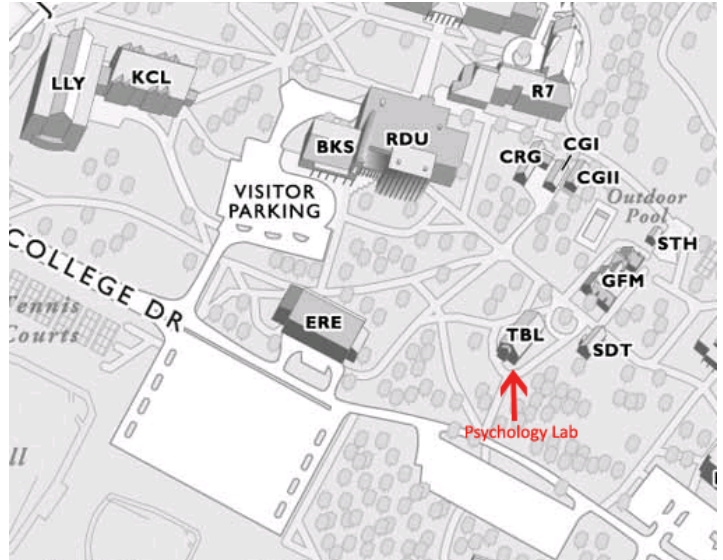 LLY
KCL
R7
BKS
RDU
CRG
CGI
CGII
VISITOR
PARKING
Outdoor
Pool
STH
GFM
COLLEGE DR
Tennis
Courts
ERE
TBL
SDT
Psychology Lab